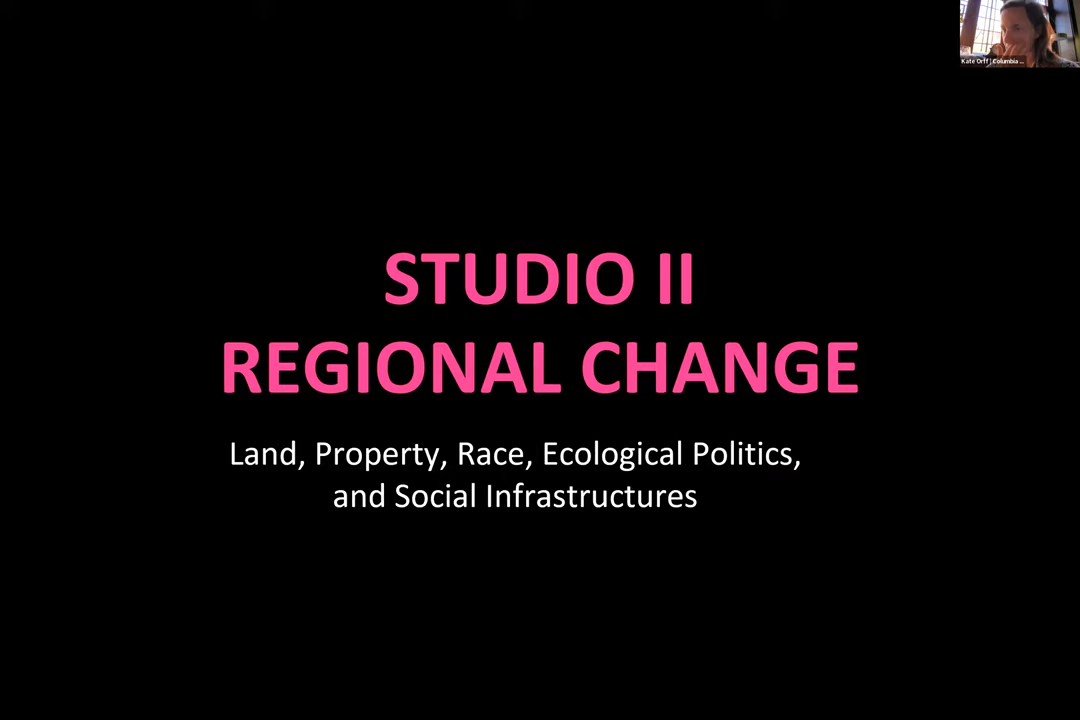 Kate Orff | Columbia ...
STUDIO II
REGIONAL CHANGE
Land, Property, Race, Ecological Politics,
and Social Infrastructures